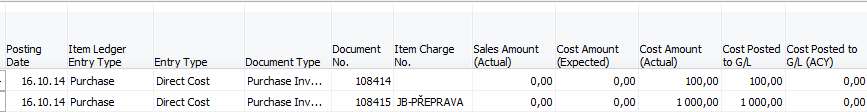 Posting Date Item Ledger Entry Type Entry Type Document Type Document No. Item Charge No. Sales Amount (Actual) Cost Amount (Expected) Cost Amount (Actual) Cost Posted to G/L Cost Posted to G/L (ACY)
16.10.14 Purchase Direct Cost Purchase Inv... 108414 0,00 0,00 100,00 100,00 0,00
16.10.14 Purchase Direct Cost Purchase Inv... 108415 JB-PŘEPRAVA 0,00 0,00 1 000,00 1 000,00 0,00